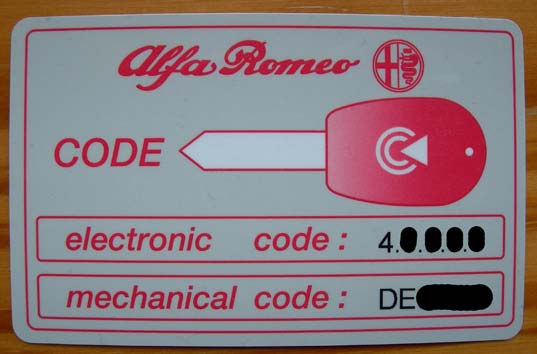 Alfa Romeo
CODE
electronic code : 4.
mechanical code : DE